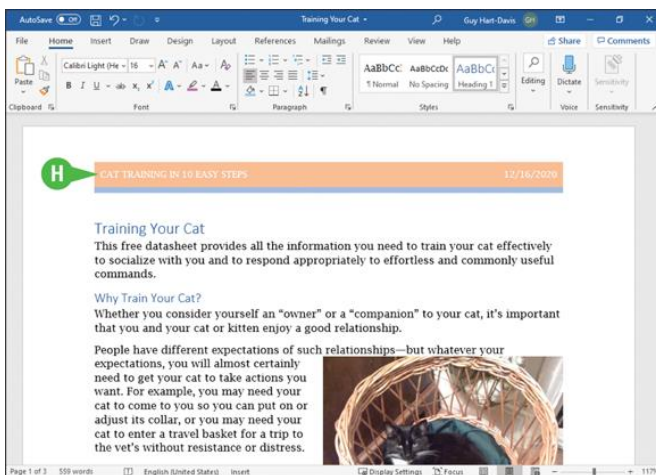 AutoSave Off Training Your Cat Guy Hart-Davis GH
File Home Insert Draw Design Layout References Mailings Review View Help Share Comments
Calibri Light (He 16 A A Aa A
Paste B I U ab x, x² A A AaBbCc AaBbCcDc AaBbCc Editing Dictate Sensitivity
¶ Normal No Spacing Heading 1
Clipboard Font Paragraph Styles Voice Sensitivity
H CAT TRAINING IN 10 EASY STEPS 12/16/2020
Training Your Cat
This free datasheet provides all the information you need to train your cat effectively
to socialize with you and to respond appropriately to effortless and commonly useful
commands.
Why Train Your Cat?
Whether you consider yourself an “owner” or a “companion” to your cat, it’s important
that you and your cat or kitten enjoy a good relationship.
People have different expectations of such relationships—but whatever your
expectations, you will almost certainly
need to get your cat to take actions you
want. For example, you may need your
cat to come to you so you can put on or
adjust its collar, or you may need your
cat to enter a travel basket for a trip to
the vet’s without resistance or distress.
Page 1 of 3 559 words English (United States) Insert Display Settings Focus